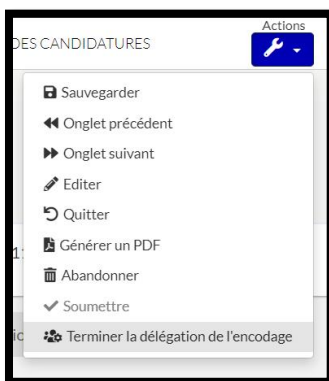 Actions
DES CANDIDATURES
Sauvegarder
Onglet précédent
Onglet suivant
Editer
Quitter
Générer un PDF
Abandonner
Soumettre
Terminer la délégation de l'encodage